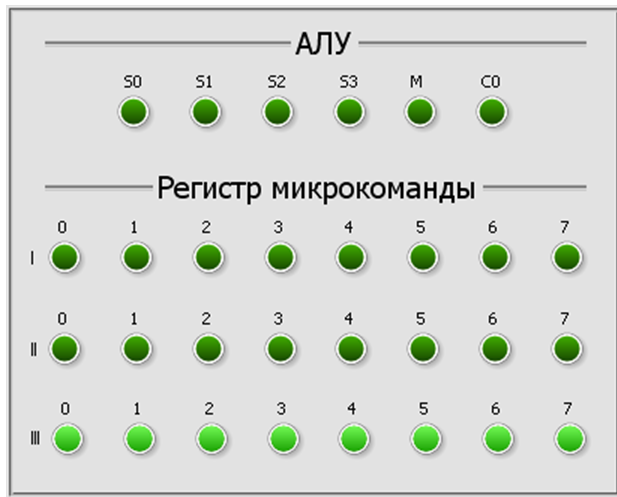 АЛУ
S0 S1 S2 S3 M C0
Регистр микрокоманды
0 1 2 3 4 5 6 7
I
0 1 2 3 4 5 6 7
II
0 1 2 3 4 5 6 7
III